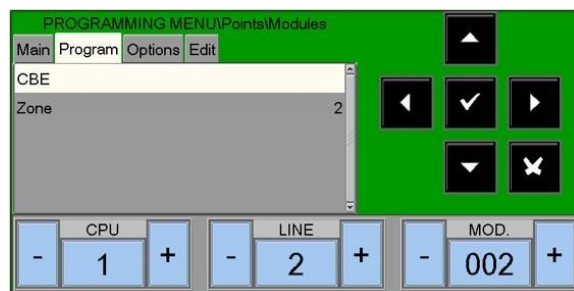 PROGRAMMING MENU\Points\Modules
Main Program Options Edit
CBE
Zone 2
CPU LINE MOD.
- 1 + - 2 + - 002 +